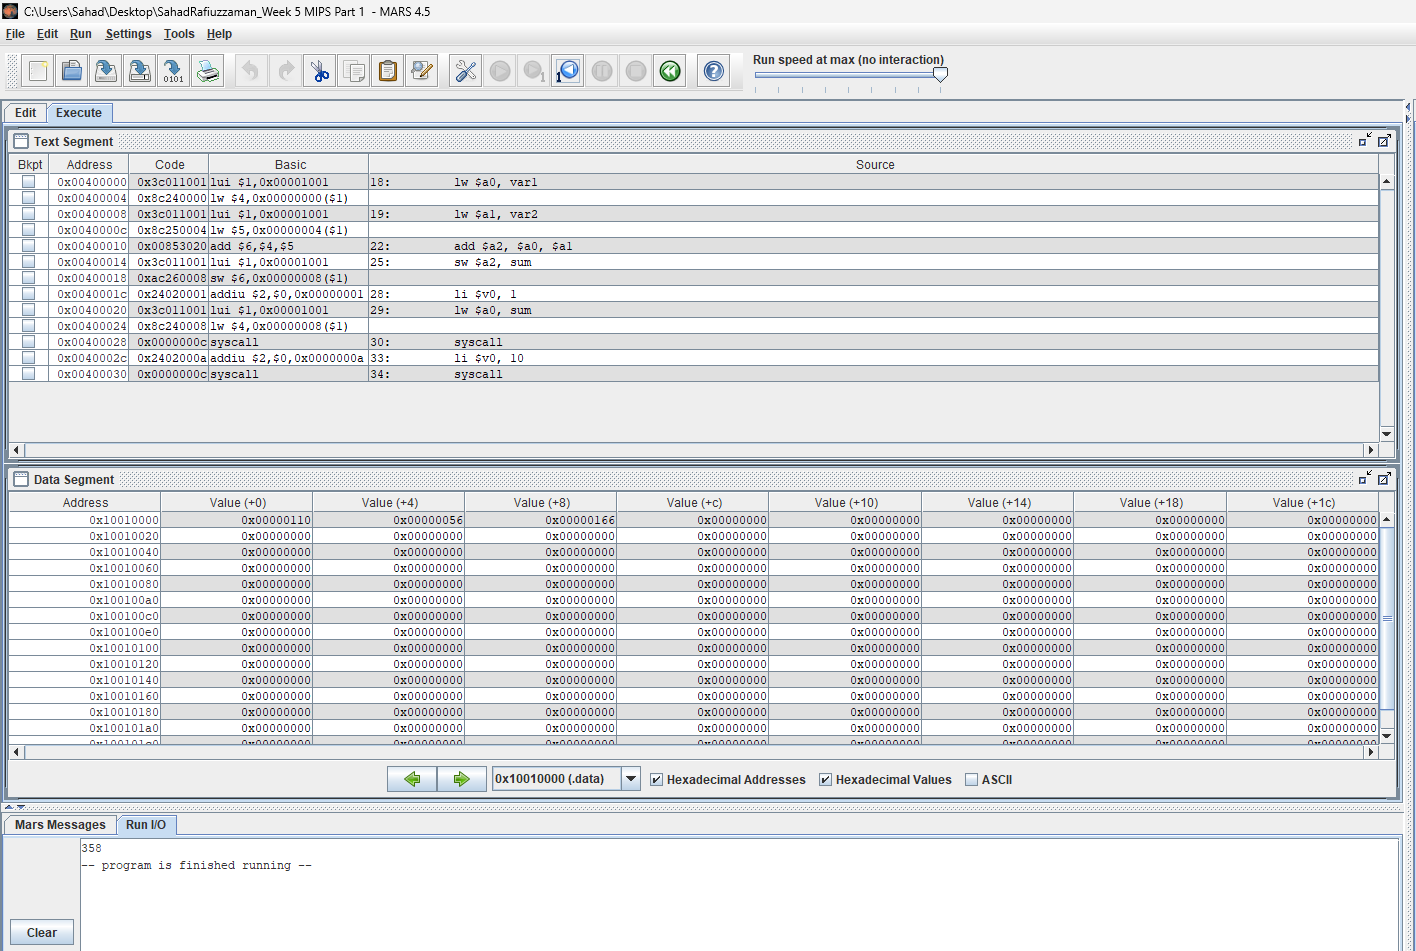 C:\Users\Sahad\Desktop\SahadRafiuzzaman_Week 5 MIPS Part 1 - MARS 4.5
File Edit Run Settings Tools Help
Run speed at max (no interaction)
Edit Execute
Text Segment
Bkpt Address Code Basic Source
0x00400000 0x3c011001 lui $1,0x00001001 18: lw $a0, var1
0x00400004 0x8c240000 lw $4,0x00000000($1)
0x00400008 0x3c011001 lui $1,0x00001001 19: lw $a1, var2
0x0040000c 0x8c250004 lw $5,0x00000004($1)
0x00400010 0x00853020 add $6,$4,$5 22: add $a2, $a0, $a1
0x00400014 0x3c011001 lui $1,0x00001001 25: sw $a2, sum
0x00400018 0xac260008 sw $6,0x00000008($1)
0x0040001c 0x24020001 addiu $2,$0,0x00000001 28: li $v0, 1
0x00400020 0x3c011001 lui $1,0x00001001 29: lw $a0, sum
0x00400024 0x8c240008 lw $4,0x00000008($1)
0x00400028 0x0000000c syscall 30: syscall
0x0040002c 0x2402000a addiu $2,$0,0x0000000a 33: li $v0, 10
0x00400030 0x0000000c syscall 34: syscall
Data Segment
Address Value (+0) Value (+4) Value (+8) Value (+c) Value (+10) Value (+14) Value (+18) Value (+1c)
0x10010000 0x00000110 0x00000056 0x00000166 0x00000000 0x00000000 0x00000000 0x00000000 0x00000000
0x10010020 0x00000000 0x00000000 0x00000000 0x00000000 0x00000000 0x00000000 0x00000000 0x00000000
0x10010040 0x00000000 0x00000000 0x00000000 0x00000000 0x00000000 0x00000000 0x00000000 0x00000000
0x10010060 0x00000000 0x00000000 0x00000000 0x00000000 0x00000000 0x00000000 0x00000000 0x00000000
0x10010080 0x00000000 0x00000000 0x00000000 0x00000000 0x00000000 0x00000000 0x00000000 0x00000000
0x100100a0 0x00000000 0x00000000 0x00000000 0x00000000 0x00000000 0x00000000 0x00000000 0x00000000
0x100100c0 0x00000000 0x00000000 0x00000000 0x00000000 0x00000000 0x00000000 0x00000000 0x00000000
0x100100e0 0x00000000 0x00000000 0x00000000 0x00000000 0x00000000 0x00000000 0x00000000 0x00000000
0x10010100 0x00000000 0x00000000 0x00000000 0x00000000 0x00000000 0x00000000 0x00000000 0x00000000
0x10010120 0x00000000 0x00000000 0x00000000 0x00000000 0x00000000 0x00000000 0x00000000 0x00000000
0x10010140 0x00000000 0x00000000 0x00000000 0x00000000 0x00000000 0x00000000 0x00000000 0x00000000
0x10010160 0x00000000 0x00000000 0x00000000 0x00000000 0x00000000 0x00000000 0x00000000 0x00000000
0x10010180 0x00000000 0x00000000 0x00000000 0x00000000 0x00000000 0x00000000 0x00000000 0x00000000
0x100101a0 0x00000000 0x00000000 0x00000000 0x00000000 0x00000000 0x00000000 0x00000000 0x00000000
0x10010000 (.data) Hexadecimal Addresses Hexadecimal Values ASCII
Mars Messages Run I/O
358
-- program is finished running --
Clear